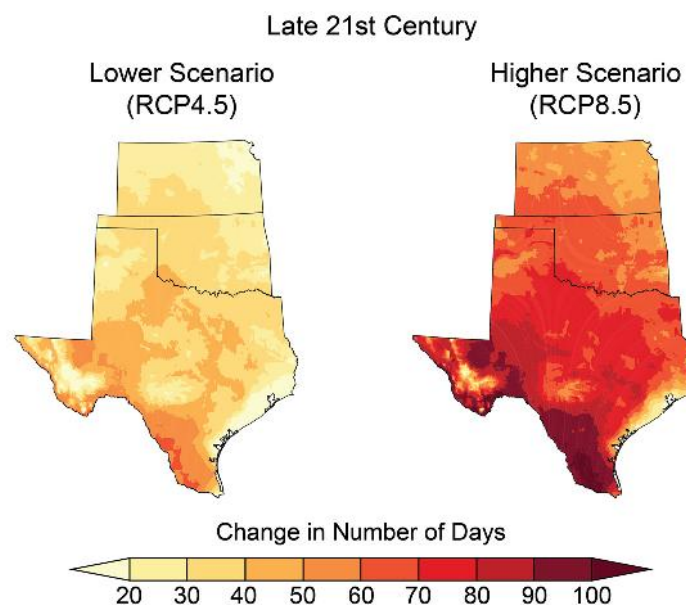 Late 21st Century
Lower Scenario
(RCP4.5)
Higher Scenario
(RCP8.5)
Change in Number of Days
20 30 40 50 60 70 80 90 100